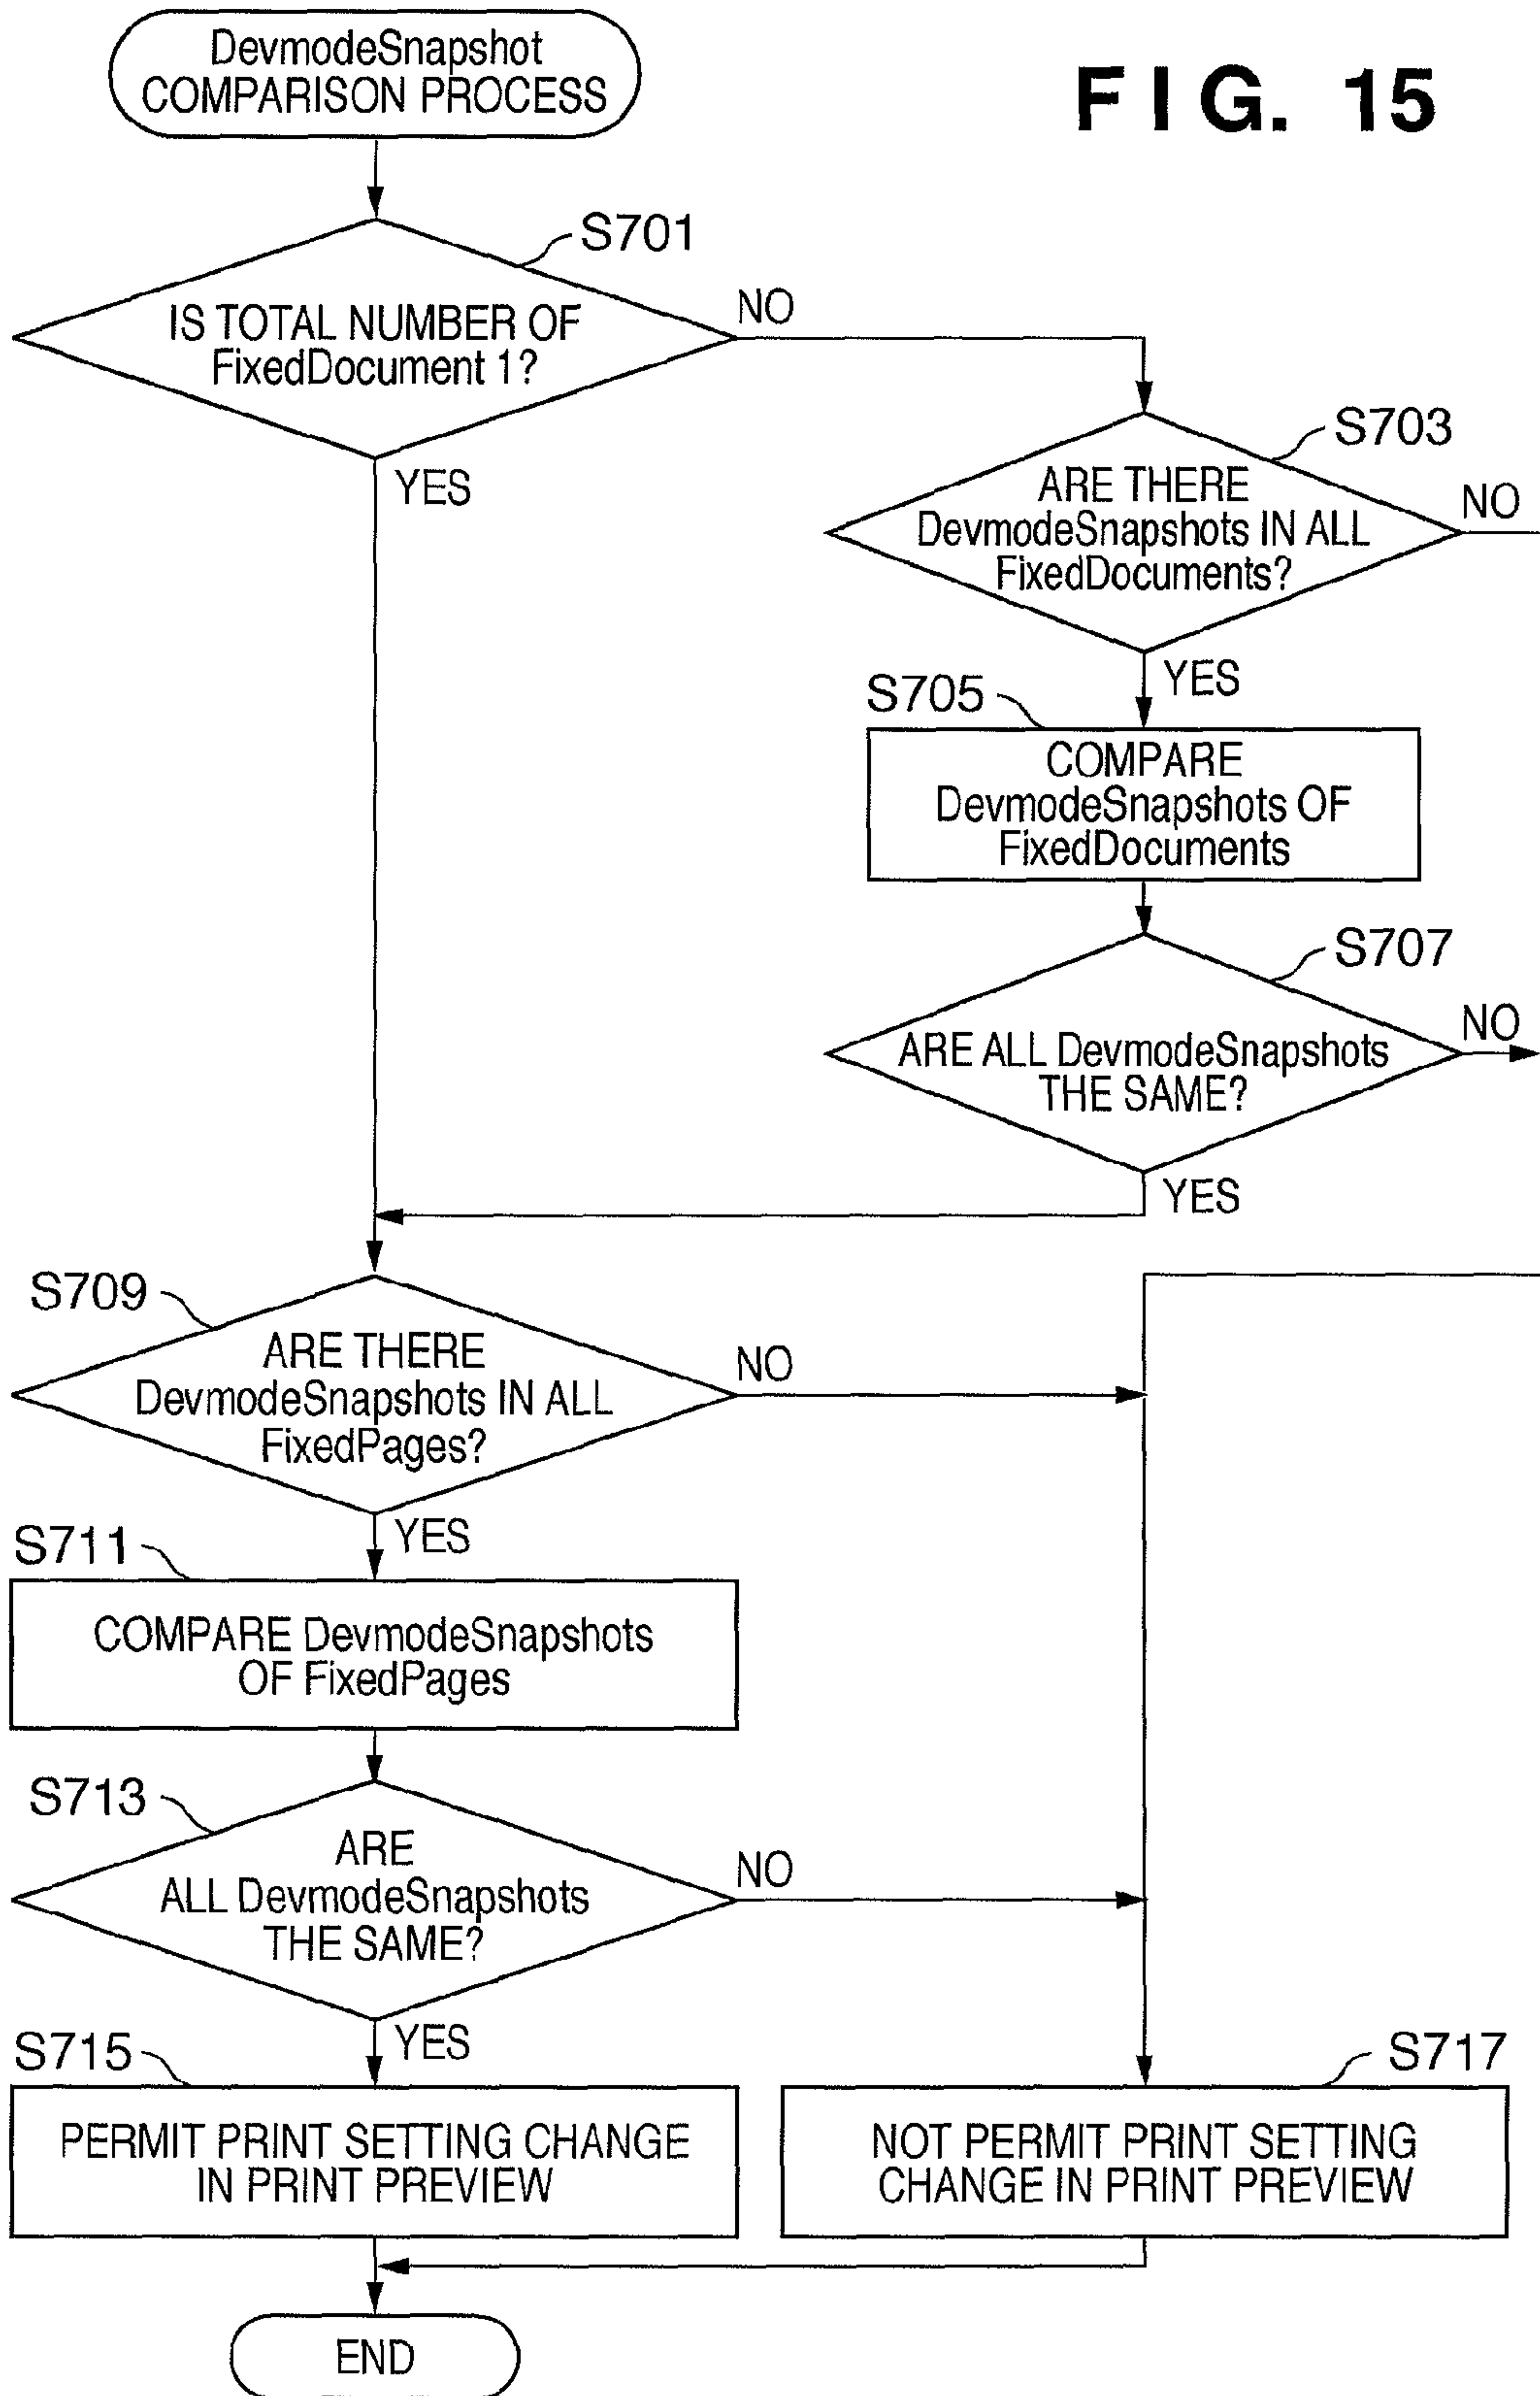 DevmodeSnapshot
COMPARISON PROCESS
FIG. 15
S701
IS TOTAL NUMBER OF
FixedDocument 1?
NO
YES
S703
ARE THERE
DevmodeSnapshots IN ALL
FixedDocuments?
NO
YES
S705
COMPARE
DevmodeSnapshots OF
FixedDocuments
S707
ARE ALL DevmodeSnapshots
THE SAME?
NO
YES
S709
ARE THERE
DevmodeSnapshots IN ALL
FixedPages?
NO
YES
S711
COMPARE DevmodeSnapshots
OF FixedPages
S713
ARE
ALL DevmodeSnapshots
THE SAME?
NO
YES
S715
PERMIT PRINT SETTING CHANGE
IN PRINT PREVIEW
S717
NOT PERMIT PRINT SETTING
CHANGE IN PRINT PREVIEW
END